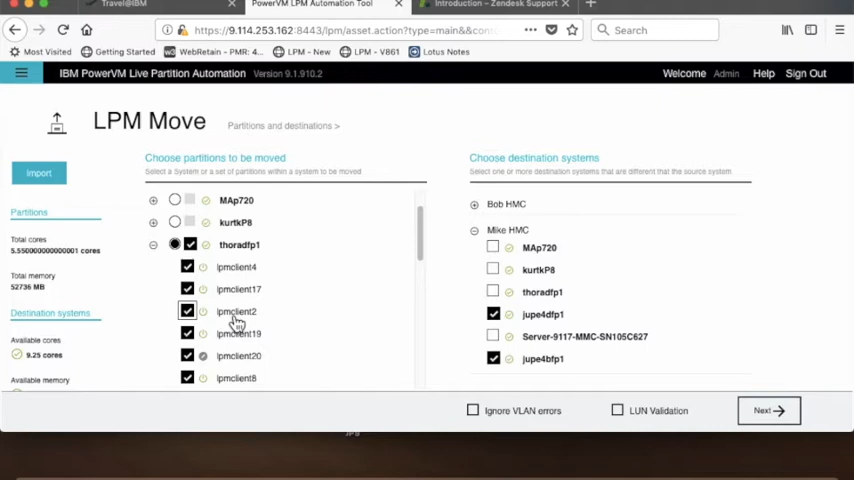 Travel@IBM
PowerVM LPM Automation Tool
Introduction – Zendesk Support
https://9.114.253.162:8443/lpm/asset.action?type=main&&cont
Search
Most Visited
Getting Started
WebRetain - PMR: 4...
LPM - New
LPM - V861
Lotus Notes
IBM PowerVM Live Partition Automation Version 9.1.910.2
Welcome Admin Help Sign Out
LPM Move
Partitions and destinations >
Import
Partitions
Total cores
5.550000000000001 cores
Total memory
52736 MB
Destination systems
Available cores
9.25 cores
Available memory
Choose partitions to be moved
Select a System or a set of partitions within a system to be moved
MAp720
kurtkP8
thoradfp1
lpmclient4
lpmclient17
lpmclient2
lpmclient19
lpmclient20
lpmclient8
Choose destination systems
Select one or more destination systems that are different that the source system
Bob HMC
Mike HMC
MAp720
kurtkP8
thoradfp1
jupe4dfp1
Server-9117-MMC-SN105C627
jupe4bfp1
Ignore VLAN errors
LUN Validation
Next